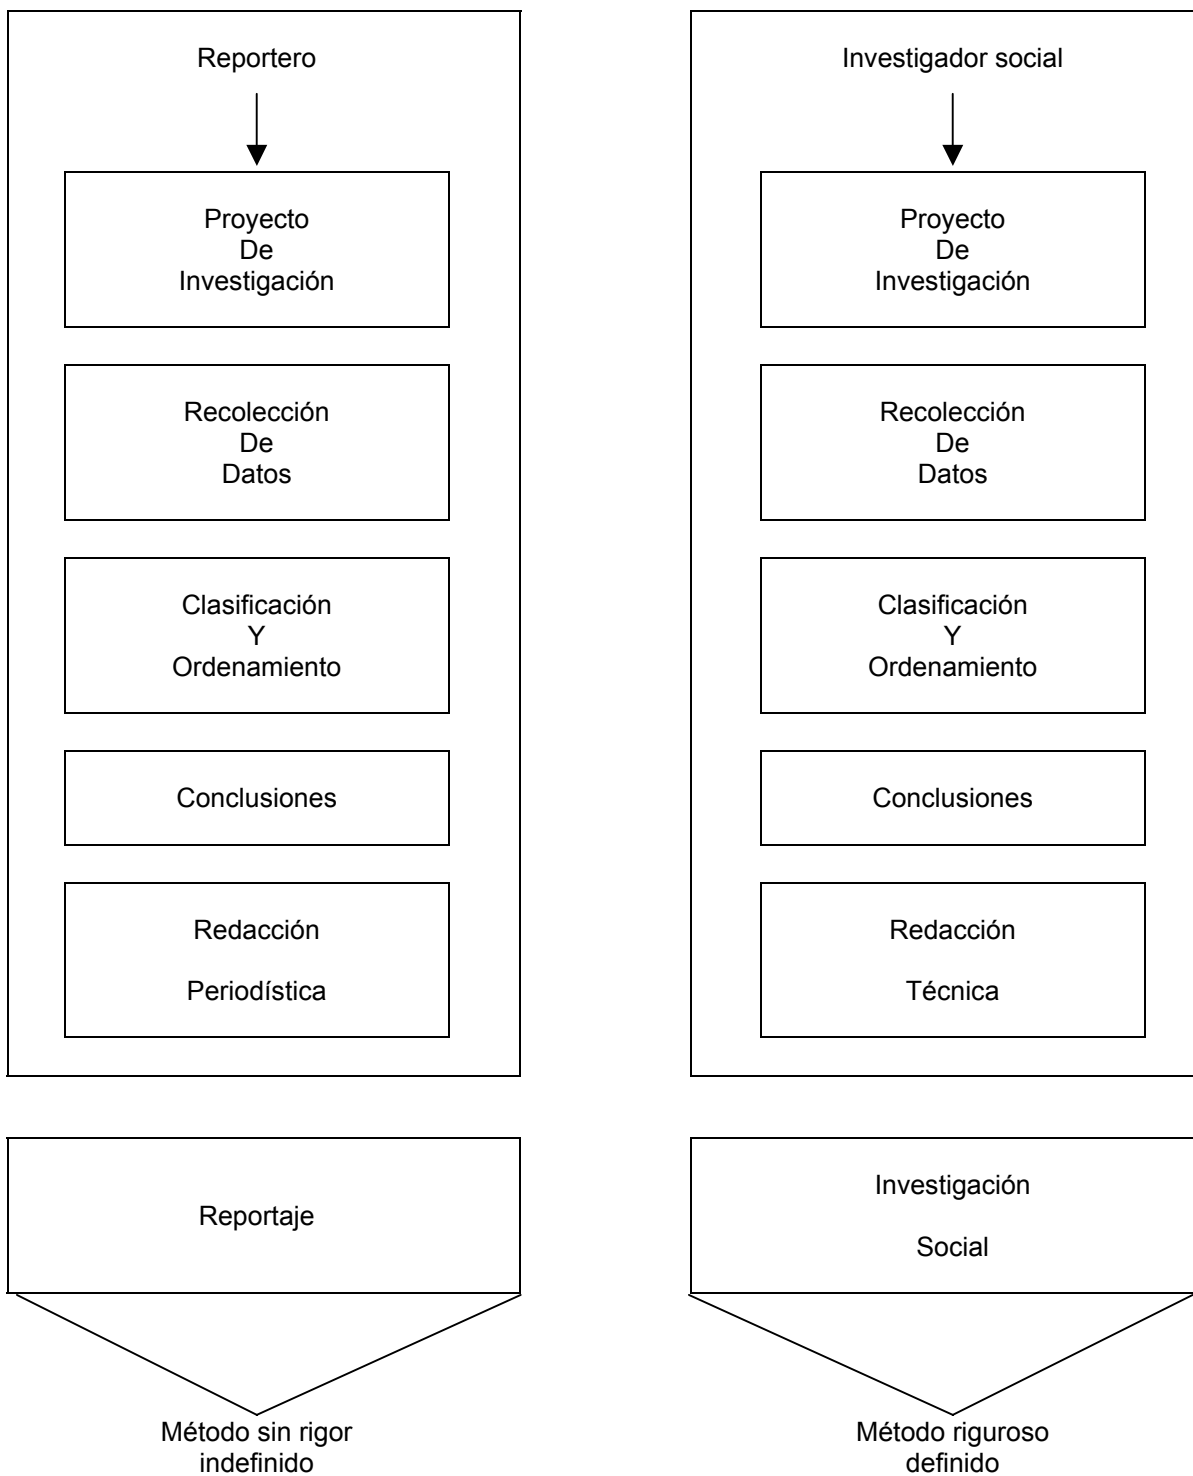 Reportero
Proyecto
De
Investigación
Recolección
De
Datos
Clasificación
Y
Ordenamiento
Conclusiones
Redacción
Periodística
Reportaje
Método sin rigor
indefinido
Investigador social
Proyecto
De
Investigación
Recolección
De
Datos
Clasificación
Y
Ordenamiento
Conclusiones
Redacción
Técnica
Investigación
Social
Método riguroso
definido